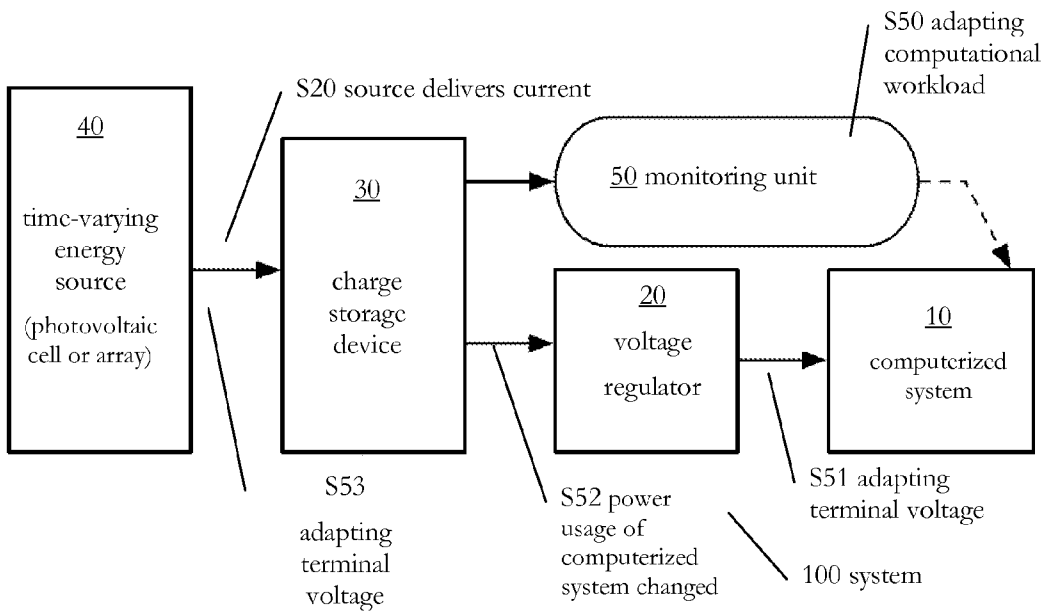 S50 adapting
computational
workload
S20 source delivers current
40
time-varying
energy
source
(photovoltaic
cell or array)
30
charge
storage
device
50 monitoring unit
20
voltage
regulator
10
computerized
system
S53
adapting
terminal
voltage
S52 power
usage of
computerized
system changed
S51 adapting
terminal voltage
100 system